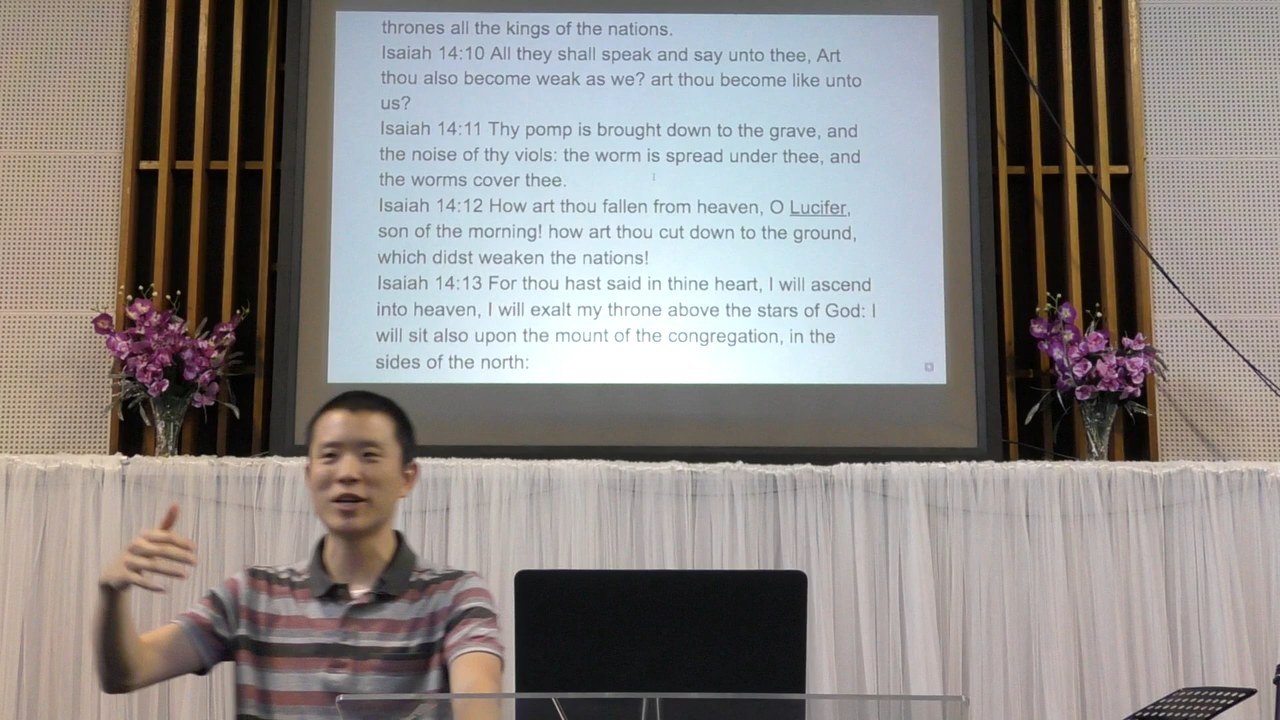 thrones all the kings of the nations.
Isaiah 14:10 All they shall speak and say unto thee, Art
thou also become weak as we? art thou become like unto
us?
Isaiah 14:11 Thy pomp is brought down to the grave, and
the noise of thy viols: the worm is spread under thee, and
the worms cover thee.
Isaiah 14:12 How art thou fallen from heaven, O Lucifer,
son of the morning! how art thou cut down to the ground,
which didst weaken the nations!
Isaiah 14:13 For thou hast said in thine heart, I will ascend
into heaven, I will exalt my throne above the stars of God: I
will sit also upon the mount of the congregation, in the
sides of the north: